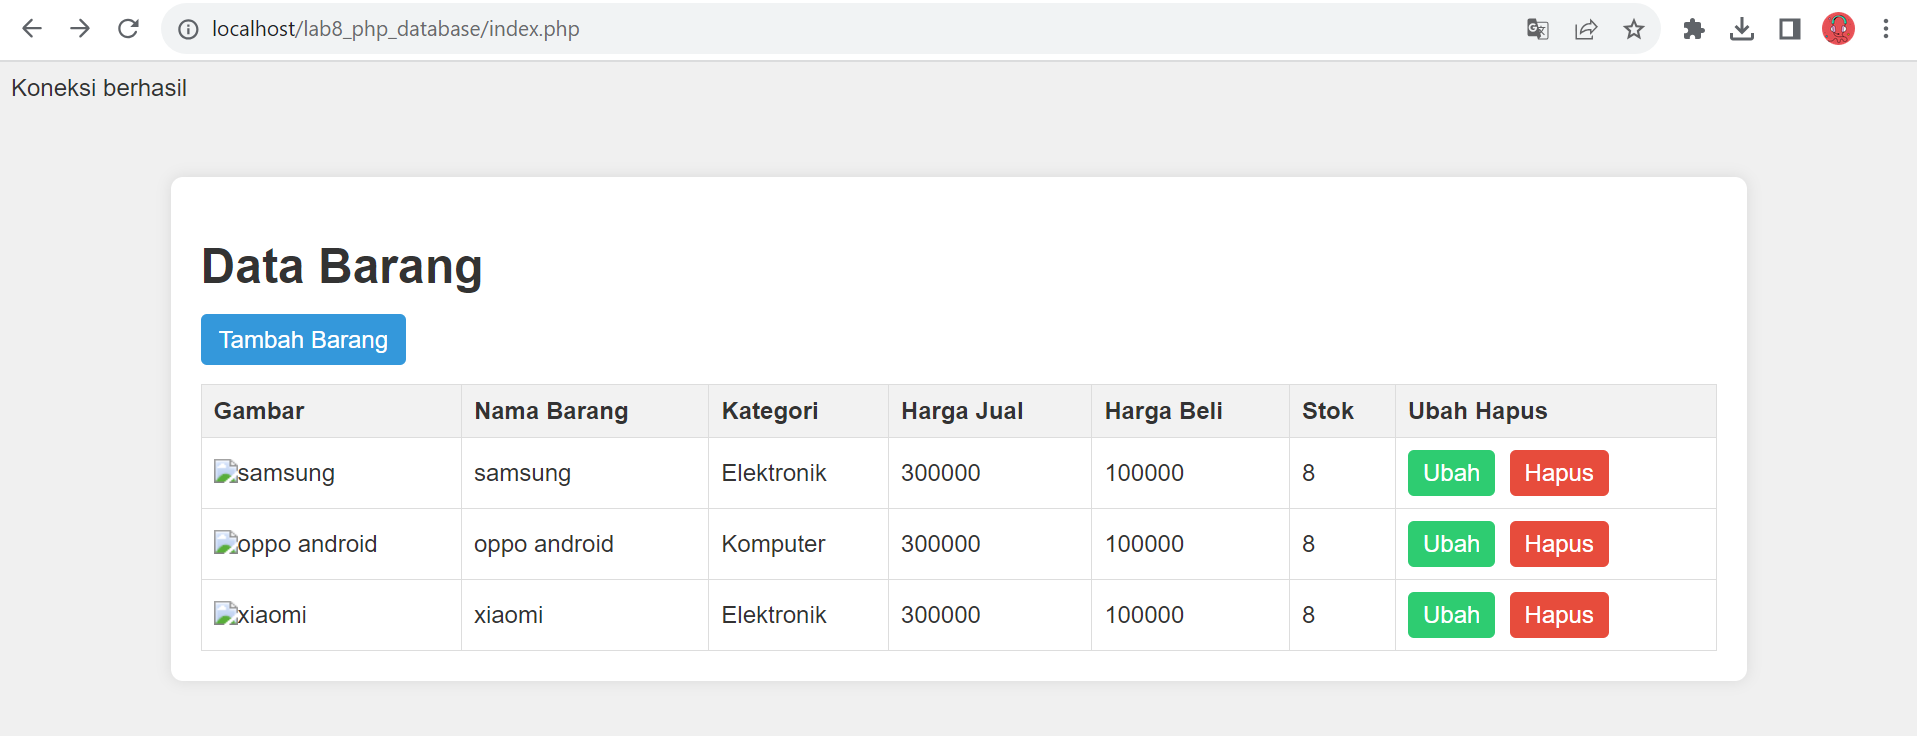 localhost/lab8_php_database/index.php
Koneksi berhasil
Data Barang
Tambah Barang
Gambar Nama Barang Kategori Harga Jual Harga Beli Stok Ubah Hapus
samsung samsung Elektronik 300000 100000 8 Ubah Hapus
oppo android oppo android Komputer 300000 100000 8 Ubah Hapus
xiaomi xiaomi Elektronik 300000 100000 8 Ubah Hapus